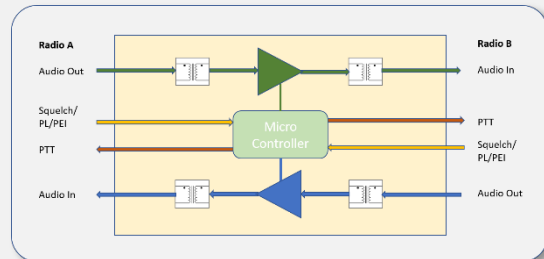 Radio A
Radio B
Audio Out
Audio In
Squelch/
PL/PEI
Micro
Controller
PTT
PTT
Squelch/
PL/PEI
Audio In
Audio Out